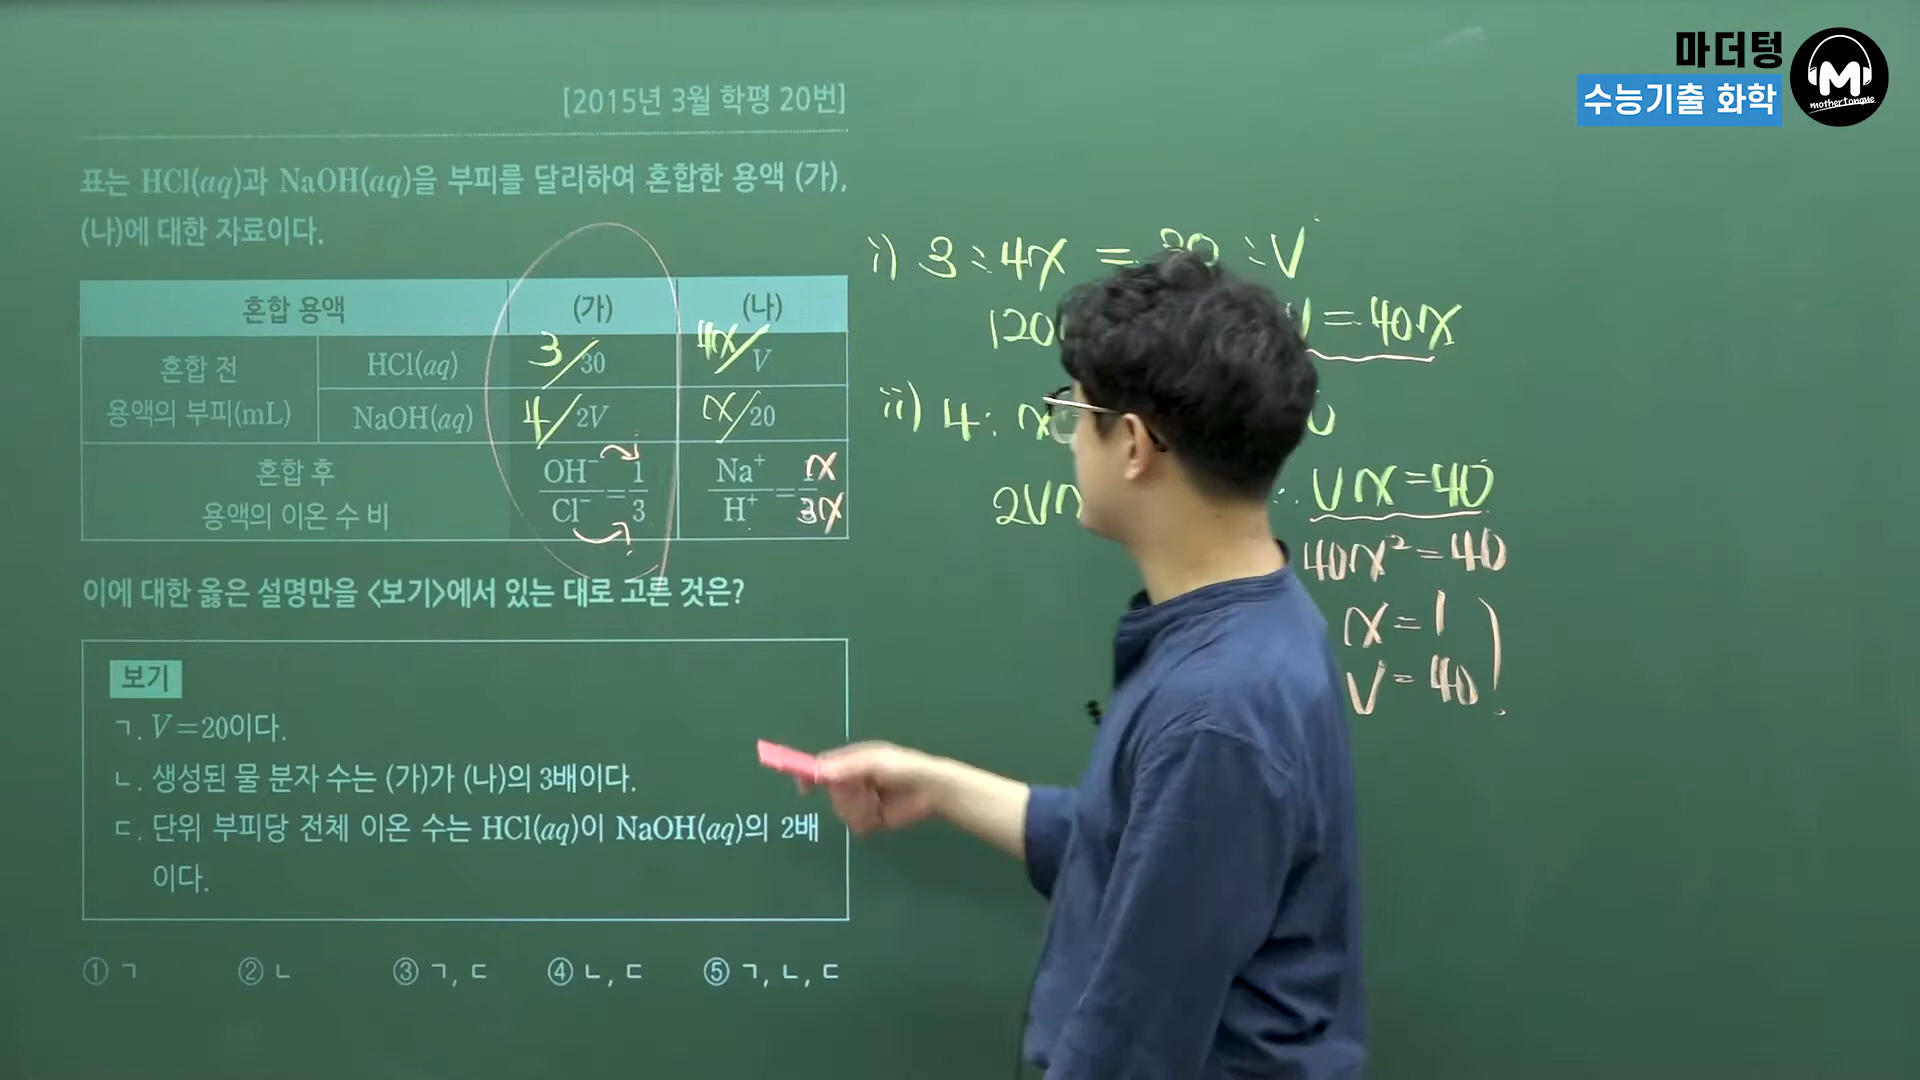 마더텅
수능기출 화학
mothertongue
[2015년 3월 학평 20번]
표는 HCl(aq)과 NaOH(aq)을 부피를 달리하여 혼합한 용액 (가),
(나)에 대한 자료이다.
혼합 용액 (가) (나)
혼합 전 용액의 부피(mL) HCl(aq) 3/30 4x/V
NaOH(aq) 4/2V x/20
혼합 후 용액의 이온 수 비 OH⁻/Cl⁻ = 1/3 Na⁺/H⁺ = x/3x
이에 대한 옳은 설명만을 <보기>에서 있는 대로 고른 것은?
보기
ㄱ. V=20이다.
ㄴ. 생성된 물 분자 수는 (가)가 (나)의 3배이다.
ㄷ. 단위 부피당 전체 이온 수는 HCl(aq)이 NaOH(aq)의 2배
이다.
① ㄱ ② ㄴ ③ ㄱ, ㄷ ④ ㄴ, ㄷ ⑤ ㄱ, ㄴ, ㄷ
i) 3 : 4x = 30 : V
120 = 40x
ii) 4 : x
2Vx ∴ Vx = 40
40x² = 40
x = 1
V = 40